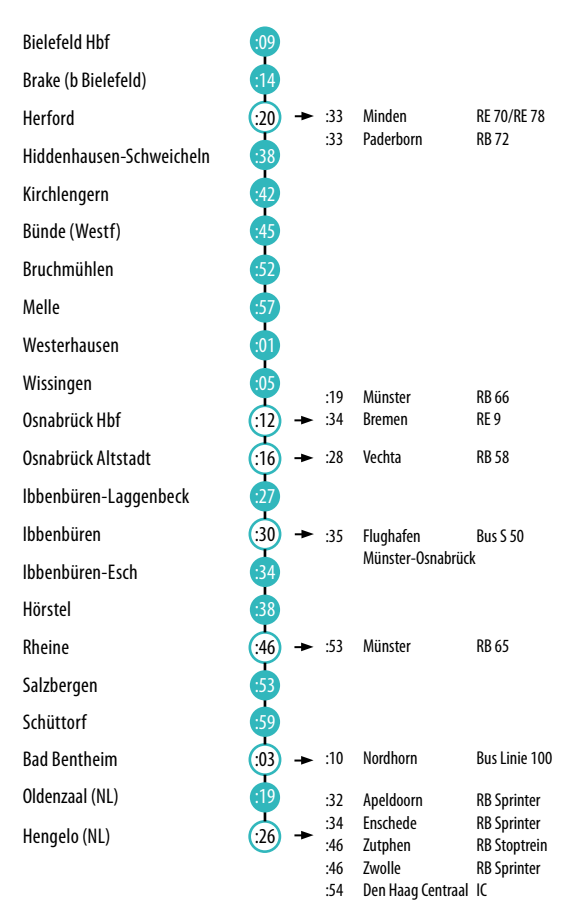 Bielefeld Hbf :09
Brake (b Bielefeld) :14
Herford :20 :33 Minden RE 70/RE 78
:33 Paderborn RB 72
Hiddenhausen-Schweicheln :38
Kirchlengern :42
Bünde (Westf) :45
Bruchmühlen :52
Melle :57
Westerhausen :01
Wissingen :05
:19 Münster RB 66
Osnabrück Hbf :12 :34 Bremen RE 9
Osnabrück Altstadt :16 :28 Vechta RB 58
Ibbenbüren-Laggenbeck :27
Ibbenbüren :30 :35 Flughafen Bus S 50
Münster-Osnabrück
Ibbenbüren-Esch :34
Hörstel :38
Rheine :46 :53 Münster RB 65
Salzbergen :53
Schüttorf :59
Bad Bentheim :03 :10 Nordhorn Bus Linie 100
Oldenzaal (NL) :19
:32 Apeldoorn RB Sprinter
:34 Enschede RB Sprinter
Hengelo (NL) :26 :46 Zutphen RB Stoptrein
:46 Zwolle RB Sprinter
:54 Den Haag Centraal IC